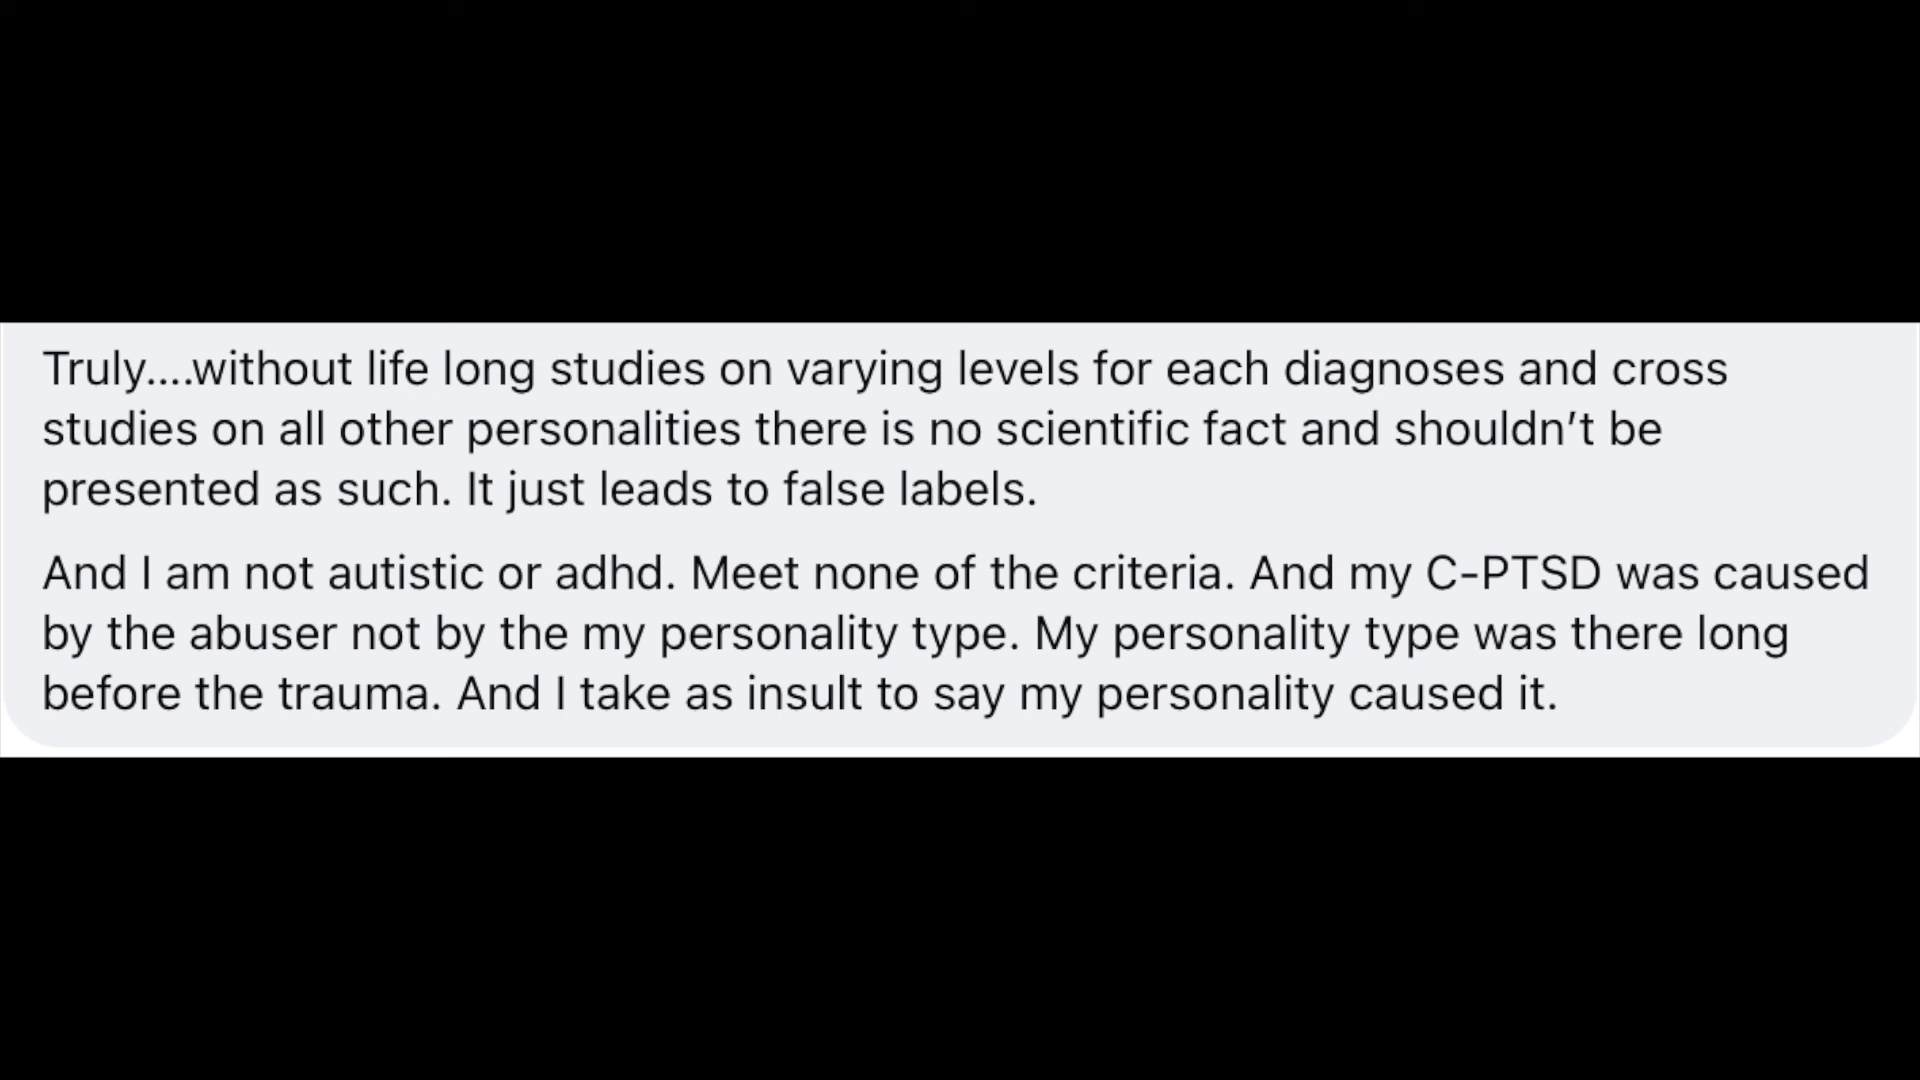 Truly....without life long studies on varying levels for each diagnoses and cross
studies on all other personalities there is no scientific fact and shouldn’t be
presented as such. It just leads to false labels.
And I am not autistic or adhd. Meet none of the criteria. And my C-PTSD was caused
by the abuser not by the my personality type. My personality type was there long
before the trauma. And I take as insult to say my personality caused it.